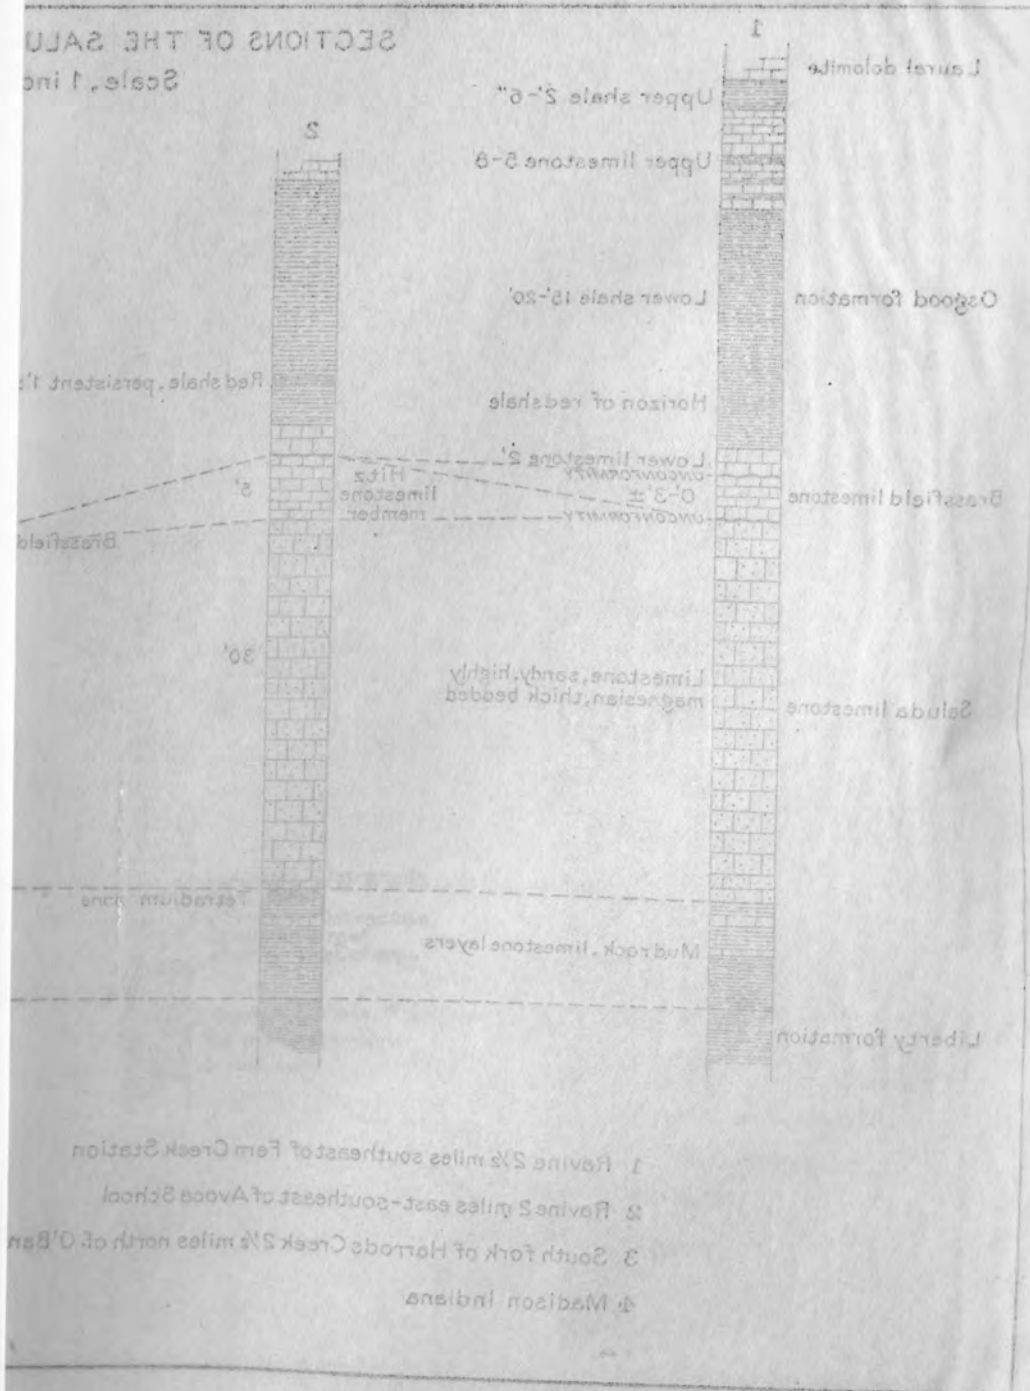 SECTIONS OF THE SALU
Scale, 1 inc
1
Laurel dolomite
Upper shale 2'-6"
2
Upper limestone 5-8
Lower shale 15'-20'
Osgood formation
Red shale, persistent 1'
Horizon of red shale
Lower limestone 2'
UNCONFORMITY
Hitz
limestone
member
0-3'±
5'
Brassfield limestone
UNCONFORMITY
Brassfield
30'
Limestone, sandy, highly
magnesian, thick bedded
Saluda limestone
Tetradium zone
Mud rock, limestone layers
Liberty formation
1 Ravine 2½ miles southeast of Fern Creek Station
2 Ravine 2 miles east-southeast of Avoca School
3 South fork of Harrods Creek 2½ miles north of O'Ban
4 Madison Indiana